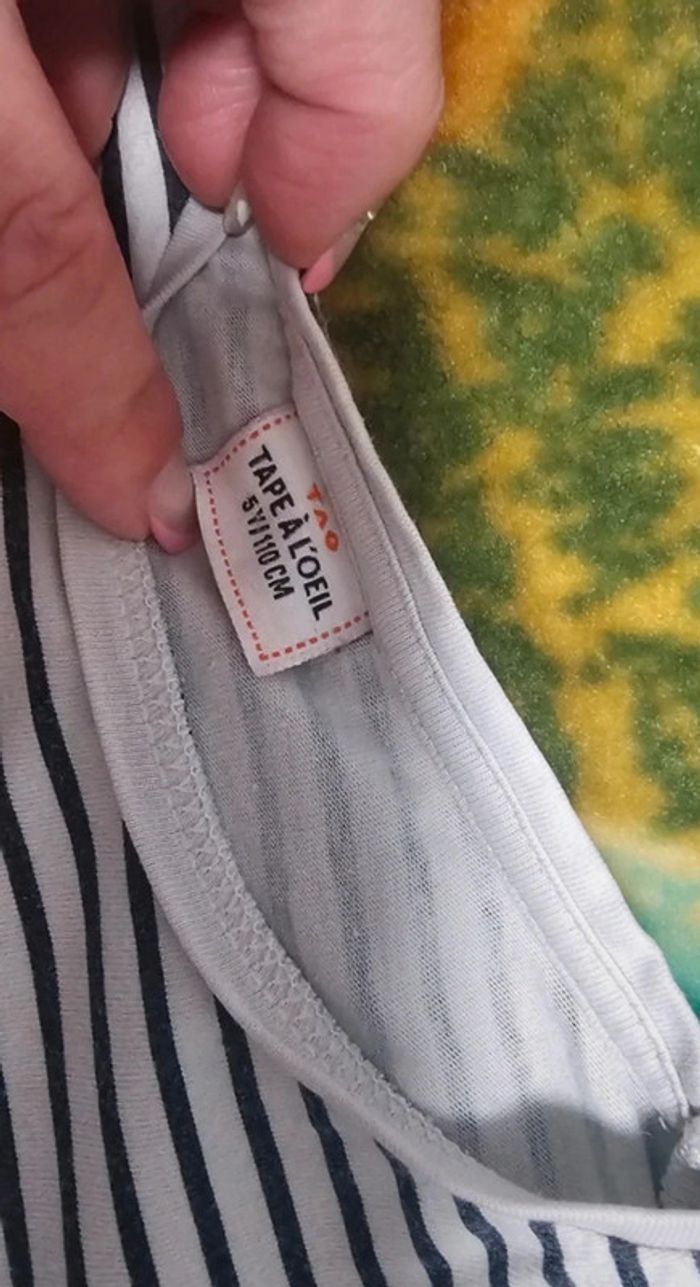 TAO
TAPE À L'OEIL
5Y/110CM